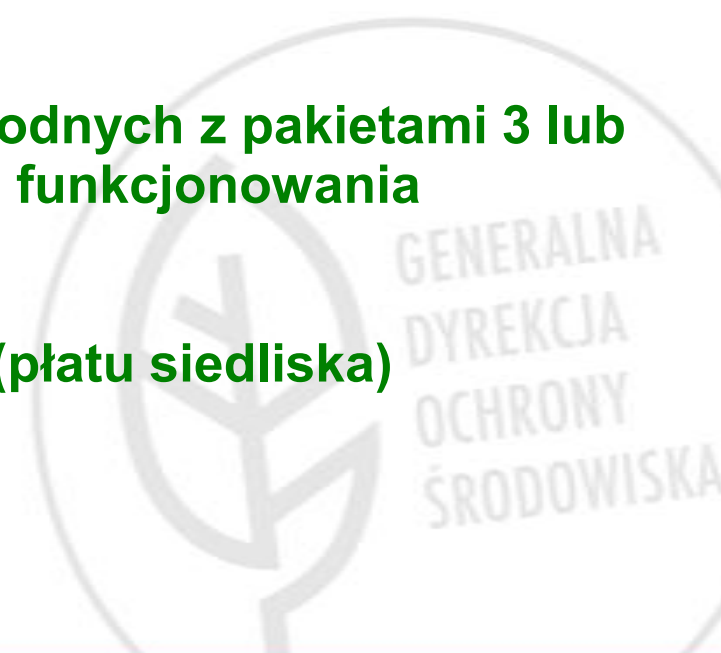 odnych z pakietami 3 lub
funkcjonowania
GENERALNA
DYREKCJA
(płatu siedliska)
OCHRONY
ŚRODOWISKA